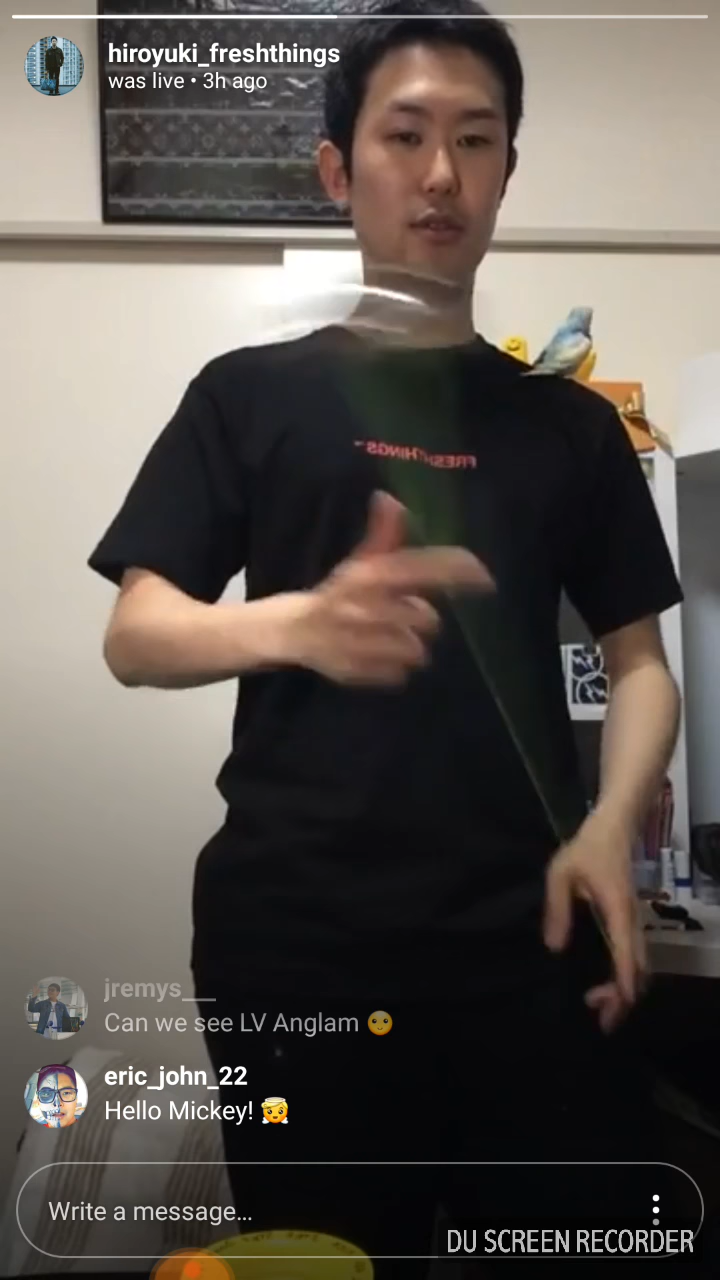 hiroyuki_freshthings
was live • 3h ago
FRESHTHINGS™
jremys___
Can we see LV Anglam 🙂
eric_john_22
Hello Mickey! 😇
Write a message...
DU SCREEN RECORDER